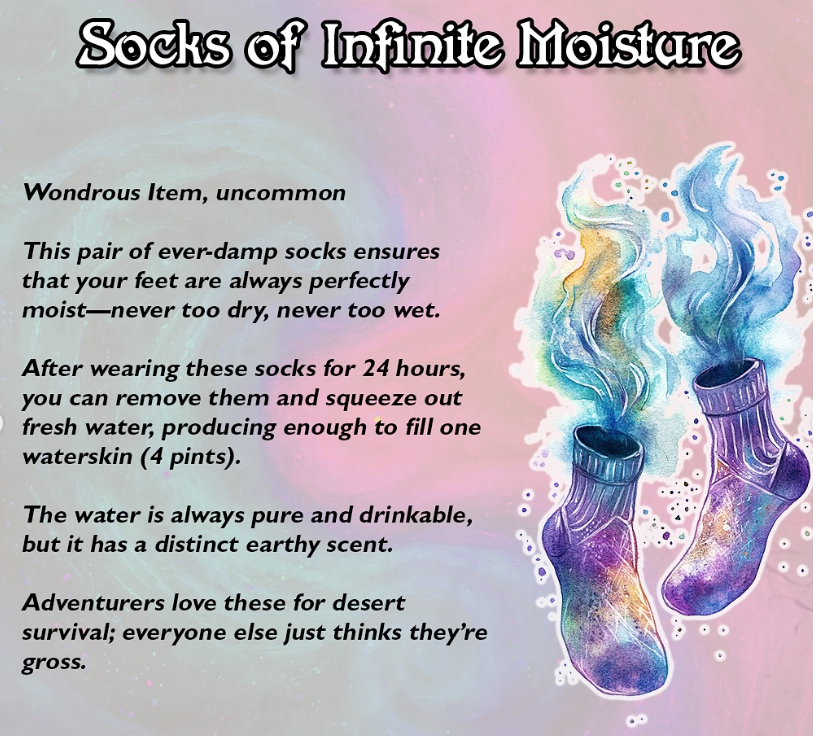 Socks of Infinite Moisture
Wondrous Item, uncommon
This pair of ever-damp socks ensures
that your feet are always perfectly
moist—never too dry, never too wet.
After wearing these socks for 24 hours,
you can remove them and squeeze out
fresh water, producing enough to fill one
waterskin (4 pints).
The water is always pure and drinkable,
but it has a distinct earthy scent.
Adventurers love these for desert
survival; everyone else just thinks they’re
gross.